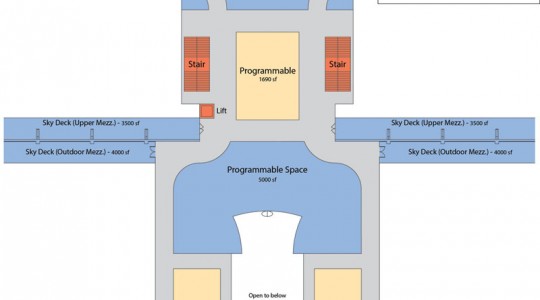 Stair
Programmable
1690 sf
Stair
Lift
Sky Deck (Upper Mezz.) - 3500 sf
Sky Deck (Upper Mezz.) - 3500 sf
Sky Deck (Outdoor Mezz.) - 4000 sf
Sky Deck (Outdoor Mezz.) - 4000 sf
Programmable Space
5000 sf
Open to below